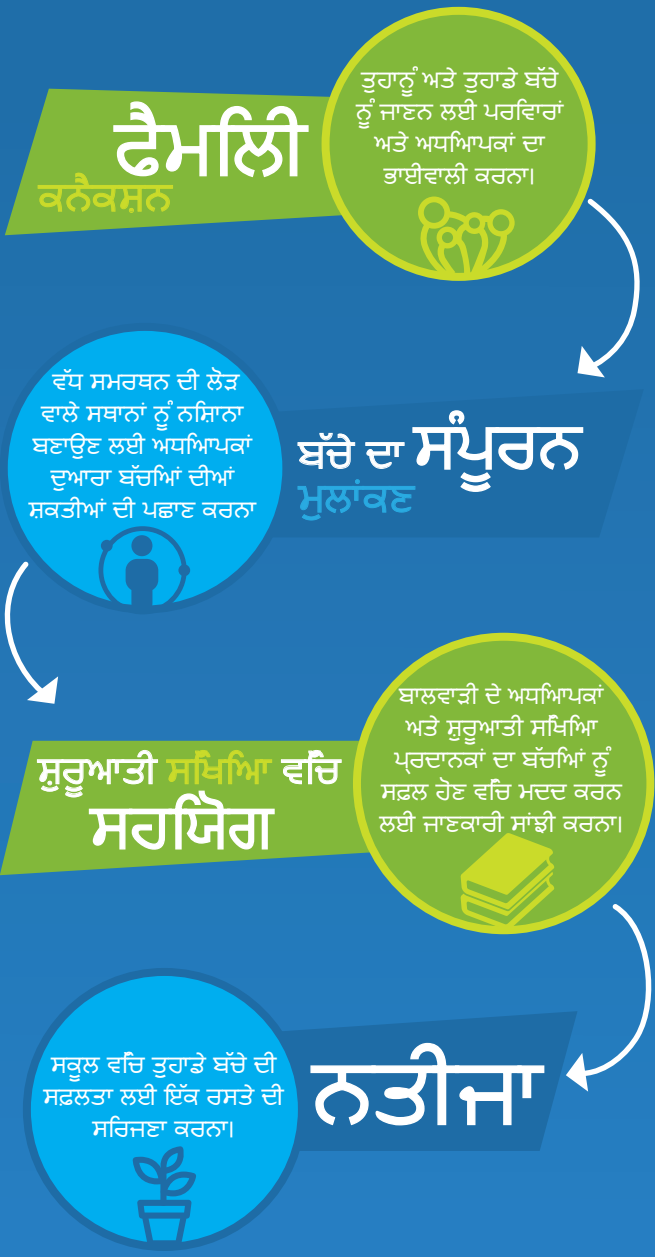 ਫੈਮਲਿੀ
ਕਨੈਕਸ਼ਨ
ਤੁਹਾਨੂੰ ਅਤੇ ਤੁਹਾਡੇ ਬੱਚੇ
ਨੂੰ ਜਾਣਨ ਲਈ ਪਰਵਿਾਰਾਂ
ਅਤੇ ਅਧਆਿਪਕਾਂ ਦਾ
ਭਾਈਵਾਲੀ ਕਰਨਾ।
ਵੱਧ ਸਮਰਥਨ ਦੀ ਲੋੜ
ਵਾਲੇ ਸਥਾਨਾਂ ਨੂੰ ਨਸ਼ਿਾਨਾ
ਬਣਾਉਣ ਲਈ ਅਧਆਿਪਕਾਂ
ਦੁਆਰਾ ਬੱਚਆਿਂ ਦੀਆਂ
ਸ਼ਕਤੀਆਂ ਦੀ ਪਛਾਣ ਕਰਨਾ
ਬੱਚੇ ਦਾ ਸੰਪੂਰਨ
ਮੁਲਾਂਕਣ
ਬਾਲਵਾੜੀ ਦੇ ਅਧਆਿਪਕਾਂ
ਅਤੇ ਸ਼ੁਰੂਆਤੀ ਸਖਿਿਆ
ਪ੍ਰਦਾਨਕਾਂ ਦਾ ਬੱਚਆਿਂ ਨੂੰ
ਸਫ਼ਲ ਹੋਣ ਵਚਿ ਮਦਦ ਕਰਨ
ਲਈ ਜਾਣਕਾਰੀ ਸਾਂਝੀ ਕਰਨਾ।
ਸ਼ੁਰੂਆਤੀ ਸਖਿਿਆ ਵਚਿ
ਸਹਯਿੋਗ
ਸਕੂਲ ਵਚਿ ਤੁਹਾਡੇ ਬੱਚੇ ਦੀ
ਸਫ਼ਲਤਾ ਲਈ ਇੱਕ ਰਸਤੇ ਦੀ
ਸਰਿਜਣਾ ਕਰਨਾ।
ਨਤੀਜਾ